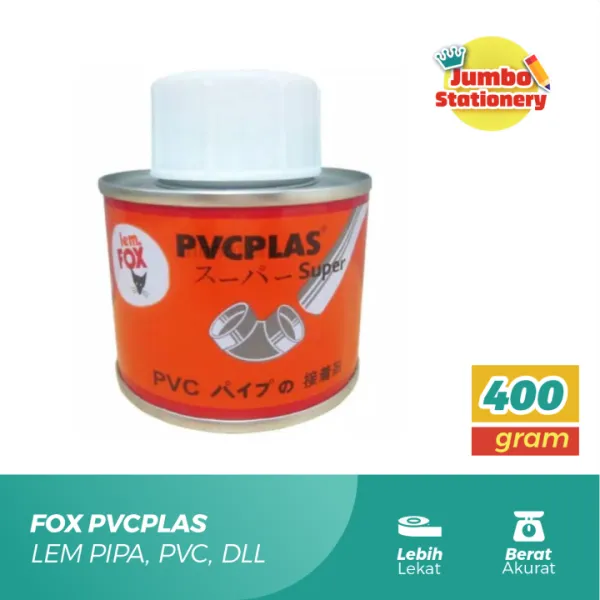 Jumbo
Stationery
lem
FOX
PVCPLAS®
スーパー Super
PVC パイプの 接着剤
400
gram
FOX PVCPLAS
LEM PIPA, PVC, DLL
Lebih
Lekat
Berat
Akurat